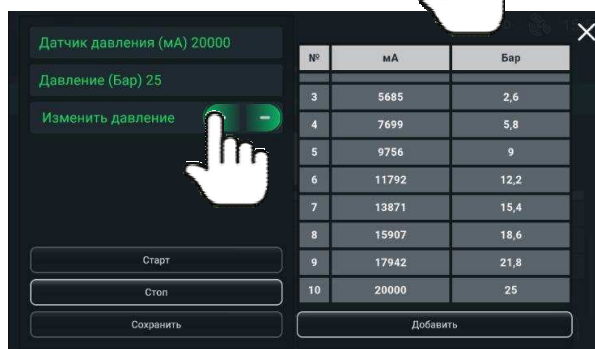 Датчик давления (мА) 20000
Давление (Бар) 25
Изменить давление -
Старт
Стоп
Сохранить
№ мА Бар
3 5685 2,6
4 7699 5,8
5 9756 9
6 11792 12,2
7 13871 15,4
8 15907 18,6
9 17942 21,8
10 20000 25
Добавить